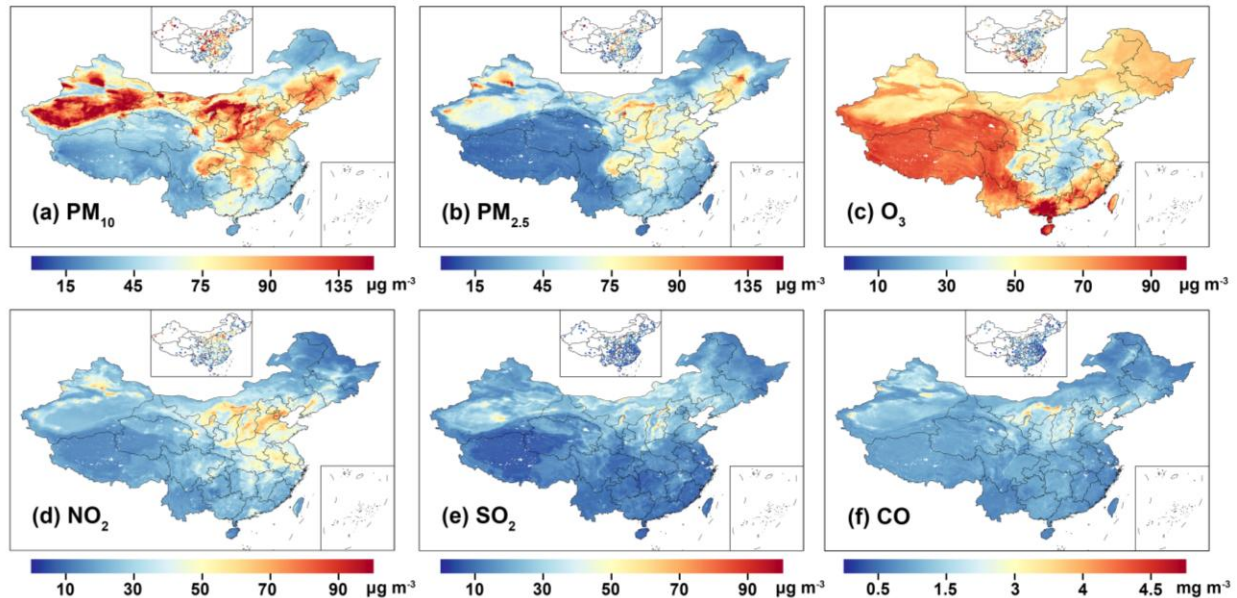 (a) PM10
(b) PM2.5
(c) O3
15 45 75 90 135 µg m-3
15 45 75 90 135 µg m-3
10 30 50 70 90 µg m-3
(d) NO2
(e) SO2
(f) CO
10 30 50 70 90 µg m-3
10 30 50 70 90 µg m-3
0.5 1.5 3 4 4.5 mg m-3